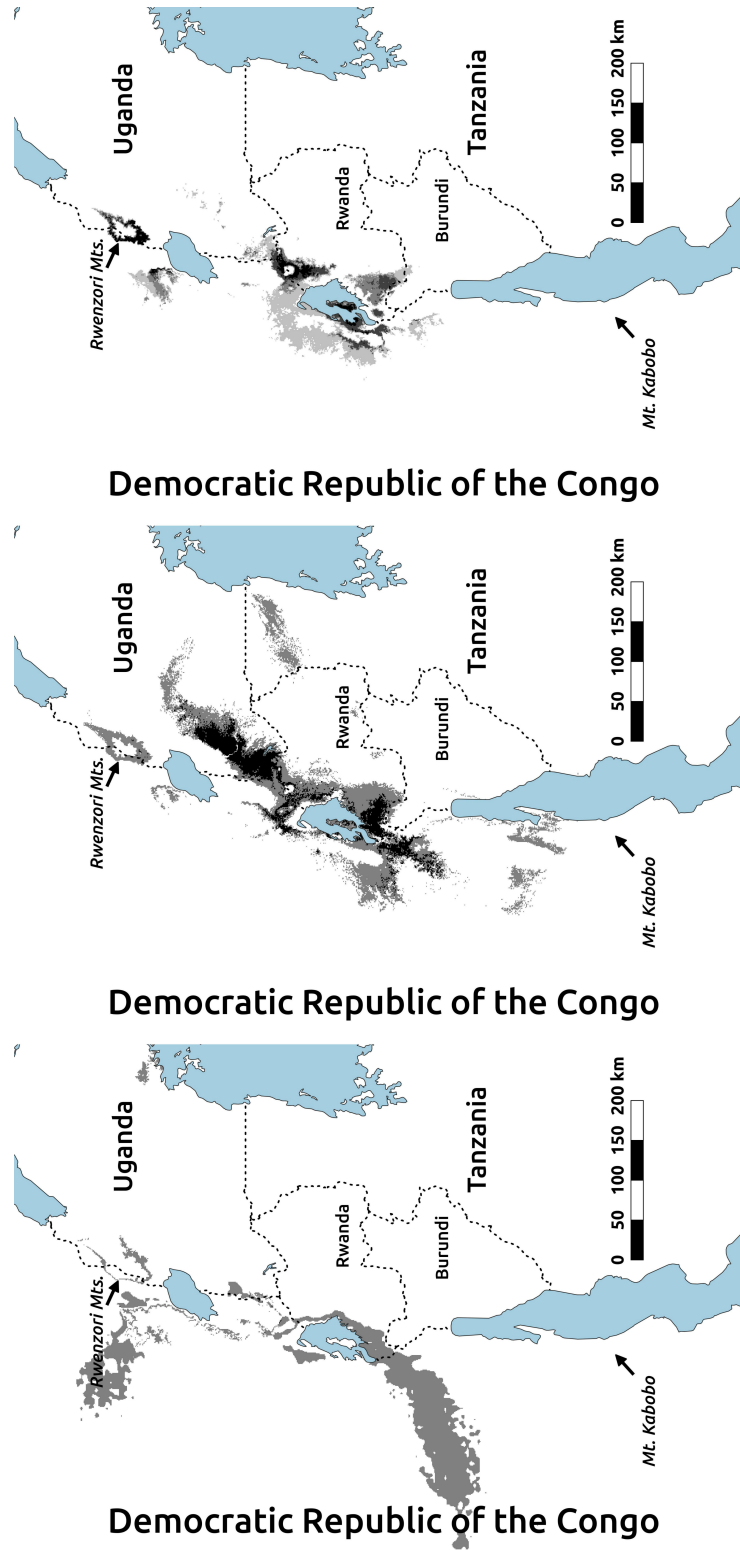 Uganda
Rwenzori Mts.
Rwanda
Burundi
Tanzania
Mt. Kabobo
0 50 100 150 200 km
Democratic Republic of the Congo
Uganda
Rwenzori Mts.
Rwanda
Burundi
Tanzania
Mt. Kabobo
0 50 100 150 200 km
Democratic Republic of the Congo
Uganda
Rwenzori Mts.
Rwanda
Burundi
Tanzania
Mt. Kabobo
0 50 100 150 200 km
Democratic Republic of the Congo